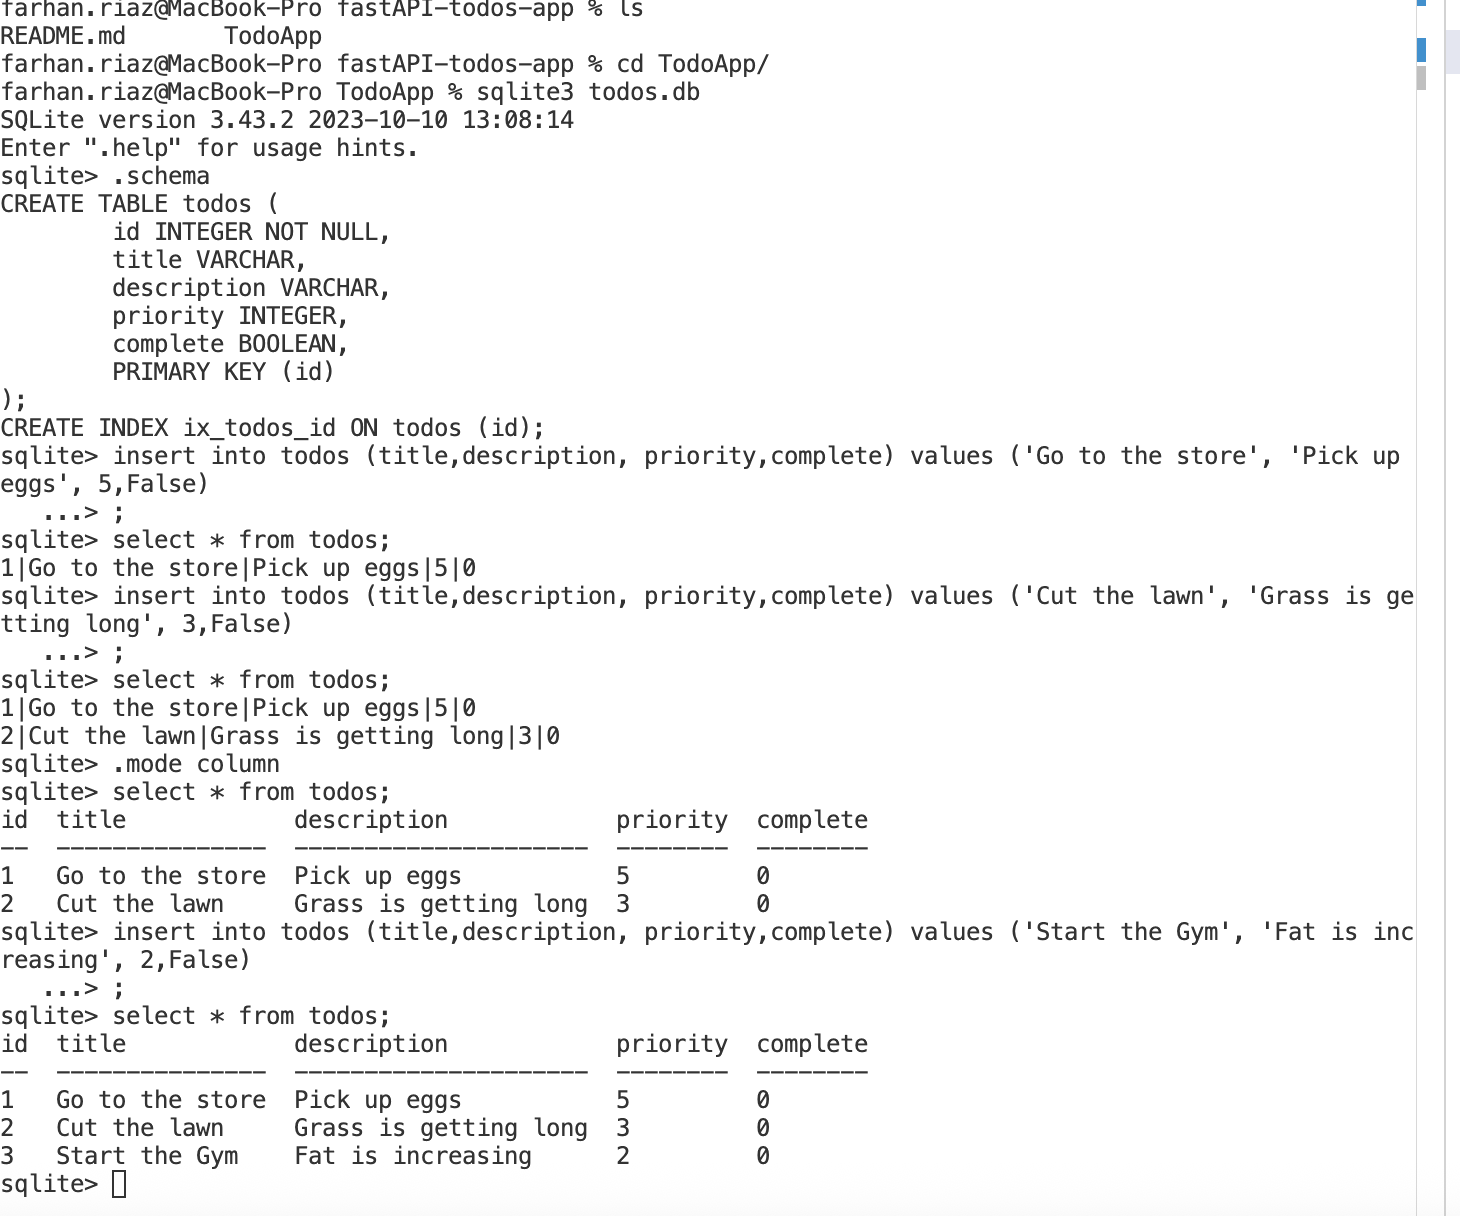 farhan.riaz@MacBook-Pro fastAPI-todos-app % ls
README.md       TodoApp
farhan.riaz@MacBook-Pro fastAPI-todos-app % cd TodoApp/
farhan.riaz@MacBook-Pro TodoApp % sqlite3 todos.db
SQLite version 3.43.2 2023-10-10 13:08:14
Enter ".help" for usage hints.
sqlite> .schema
CREATE TABLE todos (
        id INTEGER NOT NULL,
        title VARCHAR,
        description VARCHAR,
        priority INTEGER,
        complete BOOLEAN,
        PRIMARY KEY (id)
);
CREATE INDEX ix_todos_id ON todos (id);
sqlite> insert into todos (title,description, priority,complete) values ('Go to the store', 'Pick up
eggs', 5,False)
   ...> ;
sqlite> select * from todos;
1|Go to the store|Pick up eggs|5|0
sqlite> insert into todos (title,description, priority,complete) values ('Cut the lawn', 'Grass is ge
tting long', 3,False)
   ...> ;
sqlite> select * from todos;
1|Go to the store|Pick up eggs|5|0
2|Cut the lawn|Grass is getting long|3|0
sqlite> .mode column
sqlite> select * from todos;
id  title            description            priority  complete
--  ---------------  ---------------------  --------  --------
1   Go to the store  Pick up eggs           5         0
2   Cut the lawn     Grass is getting long  3         0
sqlite> insert into todos (title,description, priority,complete) values ('Start the Gym', 'Fat is inc
reasing', 2,False)
   ...> ;
sqlite> select * from todos;
id  title            description            priority  complete
--  ---------------  ---------------------  --------  --------
1   Go to the store  Pick up eggs           5         0
2   Cut the lawn     Grass is getting long  3         0
3   Start the Gym    Fat is increasing      2         0
sqlite>